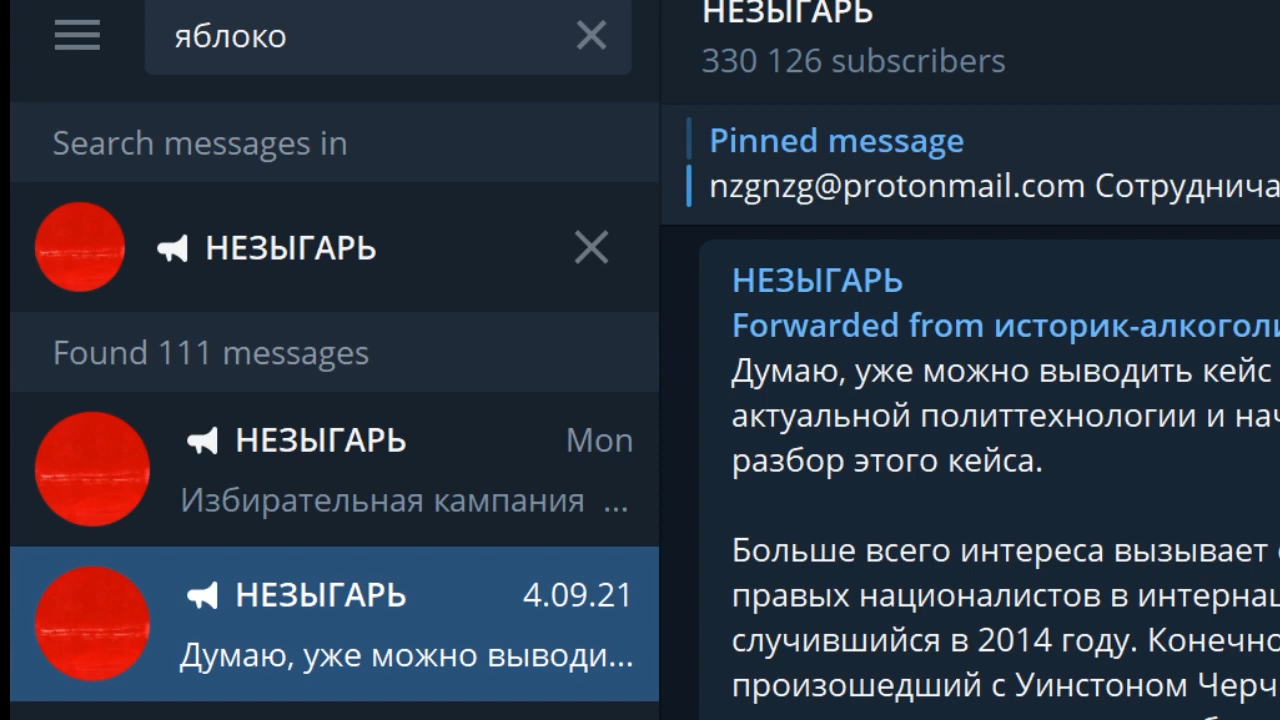 яблоко
Search messages in
НЕЗЫГАРЬ
Found 111 messages
НЕЗЫГАРЬ Mon
Избирательная кампания ...
НЕЗЫГАРЬ 4.09.21
Думаю, уже можно выводи...
НЕЗЫГАРЬ
330 126 subscribers
Pinned message
nzgnzg@protonmail.com Сотруднича
НЕЗЫГАРЬ
Forwarded from историк-алкоголи
Думаю, уже можно выводить кейс
актуальной политтехнологии и нач
разбор этого кейса.
Больше всего интереса вызывает
правых националистов в интернац
случившийся в 2014 году. Конечно
произошедший с Уинстоном Черч